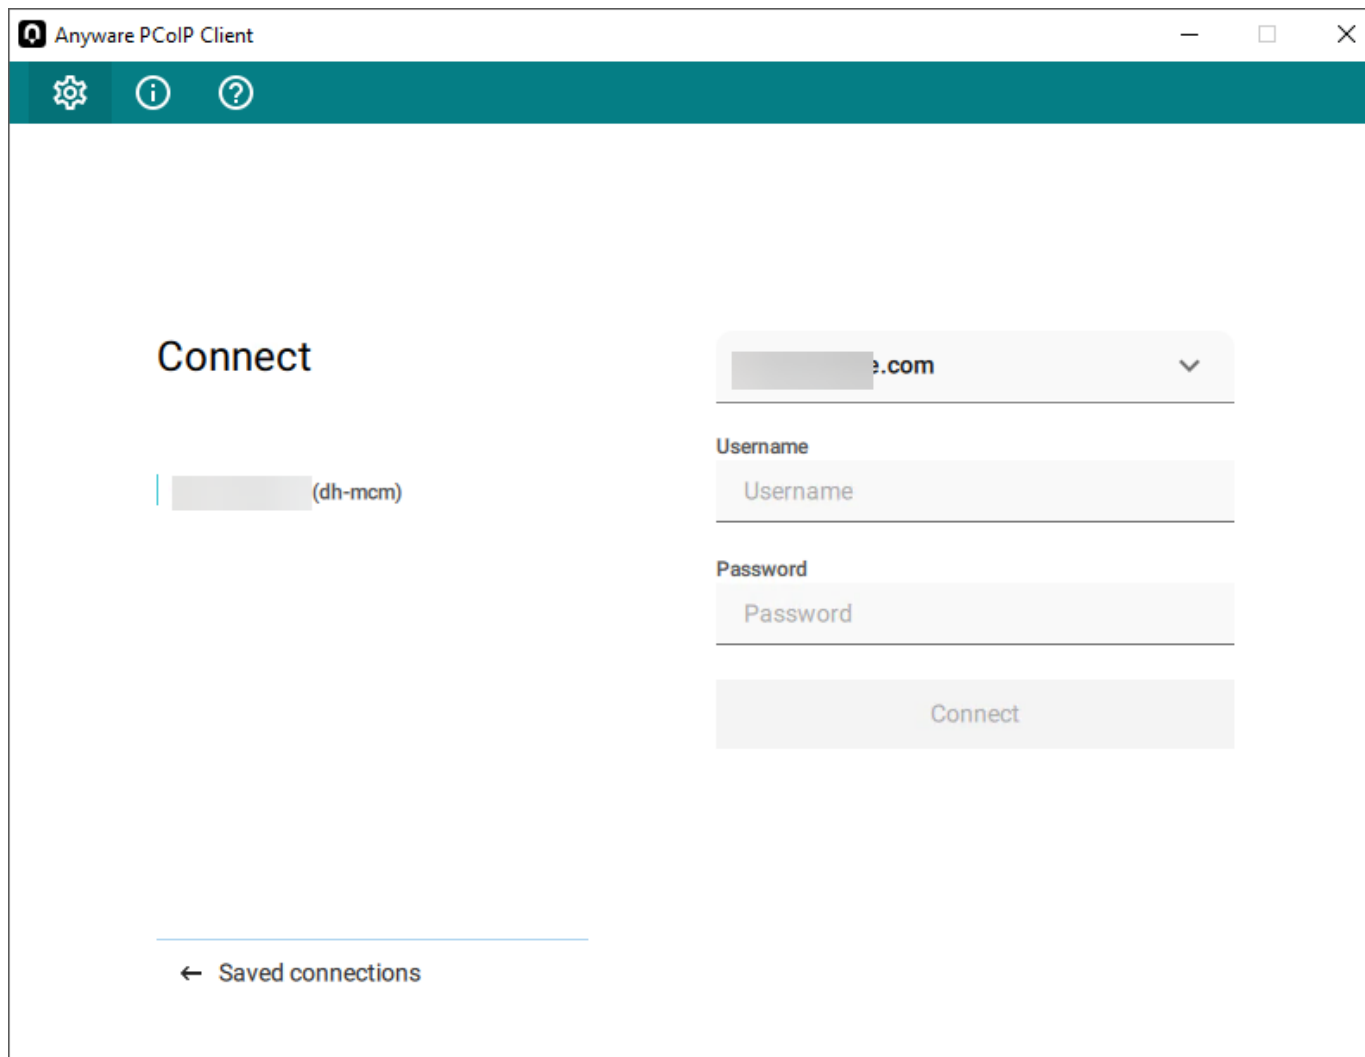 Anyware PCoIP Client
Connect
(dh-mcm)
Saved connections
.com
Username
Username
Password
Password
Connect